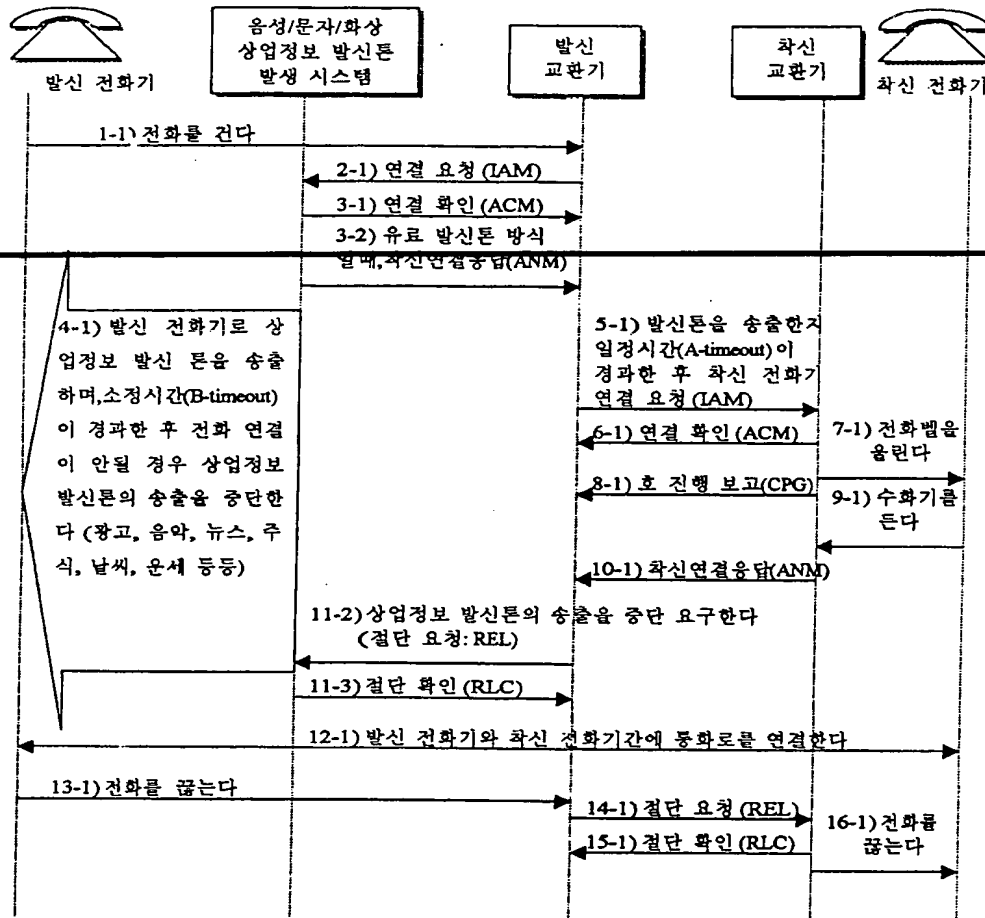 발신 전화기
음성/문자/화상
상업정보 발신톤
발생 시스템
발신
교환기
착신
교환기
착신 전화기
1-1) 전화를 건다
2-1) 연결 요청 (IAM)
3-1) 연결 확인 (ACM)
3-2) 유료 발신톤 방식
일때,착신연결응답(ANM)
4-1) 발신 전화기로 상
업정보 발신 톤을 송출
하며,소정시간(B-timeout)
이 경과한 후 전화 연결
이 안될 경우 상업정보
발신톤의 송출을 중단한
다 (광고, 음악, 뉴스, 주
식, 날씨, 운세 등등)
5-1) 발신톤을 송출한지
일정시간(A-timeout) 이
경과한 후 착신 전화기
연결 요청 (IAM)
6-1) 연결 확인 (ACM)
7-1) 전화벨을
울린다
8-1) 호 진행 보고(CPG)
9-1) 수화기를
든다
10-1) 착신연결응답(ANM)
11-2) 상업정보 발신톤의 송출을 중단 요구한다
(절단 요청: REL)
11-3) 절단 확인 (RLC)
12-1) 발신 전화기와 착신 전화기간에 통화로를 연결한다
13-1) 전화를 끊는다
14-1) 절단 요청 (REL)
15-1) 절단 확인 (RLC)
16-1) 전화를
끊는다